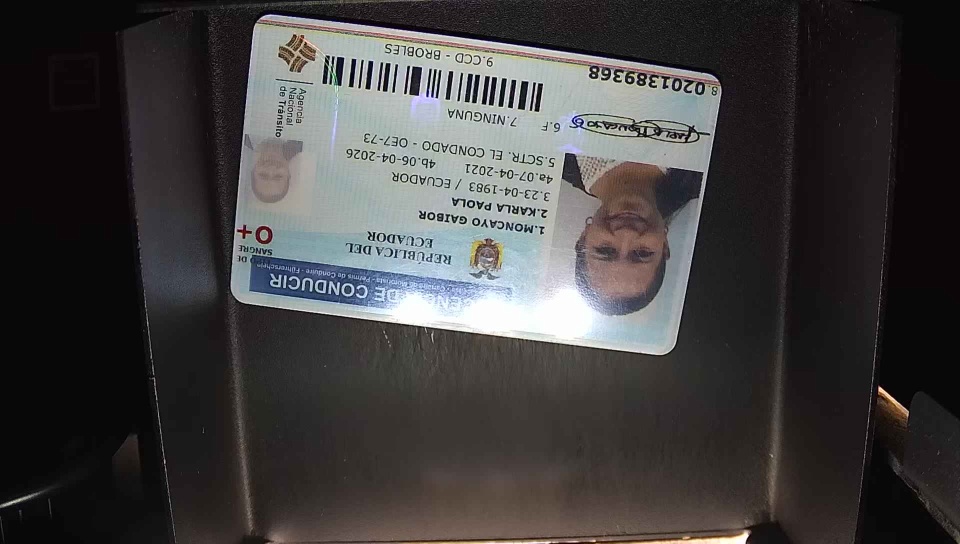 DE CONDUCIR
REPÚBLICA DEL
ECUADOR
1.MONCAYO GAIBOR
2.KARLA PAOLA
3.23-04-1983 / ECUADOR
4a.07-04-2021 4b.06-04-2026
5.SCTR. EL CONDADO - OE7-73
6.F 7.NINGUNA
9.CCD - BROBLES
8.0201389368
SANGRE
O+
Agencia
Nacional
de Tránsito